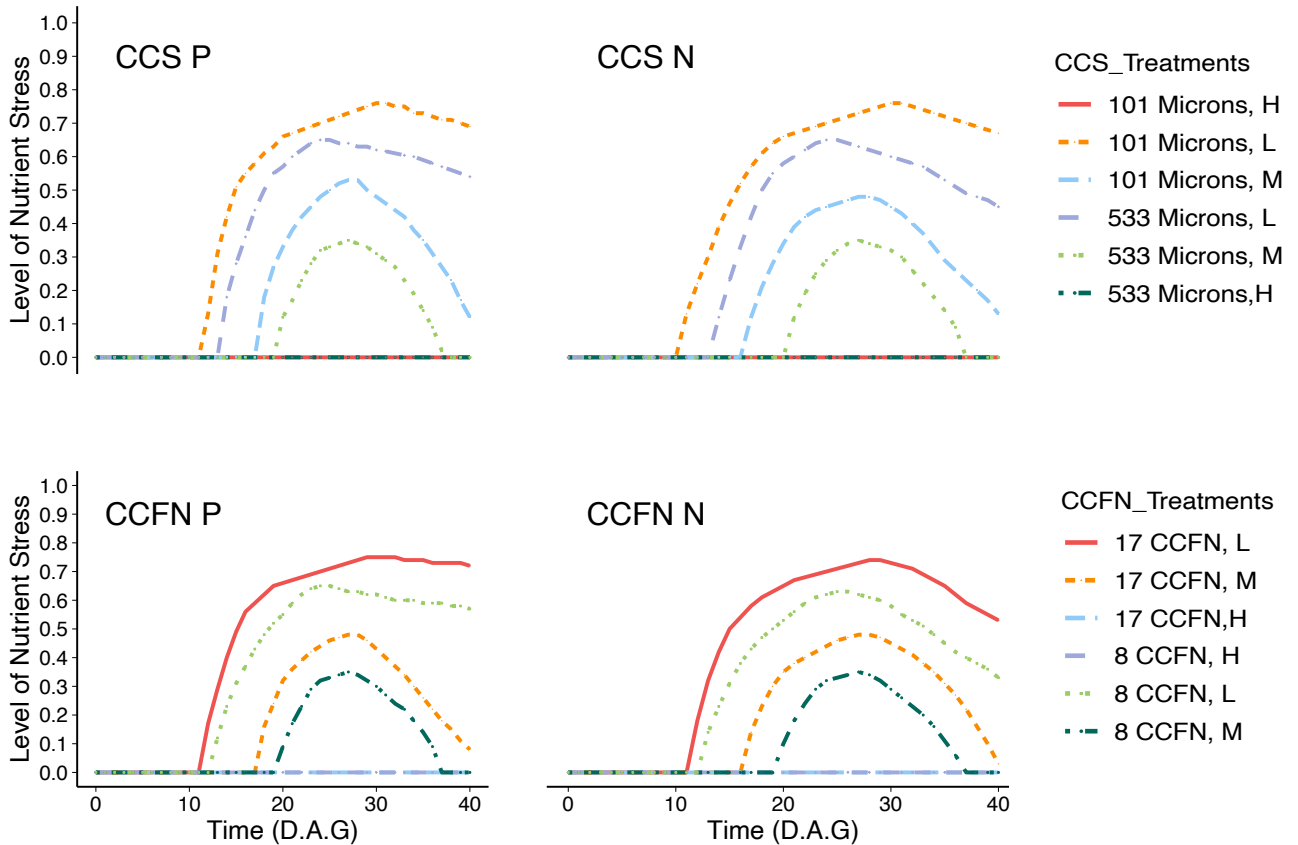 CCS P
CCS N
Level of Nutrient Stress
1.0
0.9
0.8
0.7
0.6
0.5
0.4
0.3
0.2
0.1
0.0
CCS_Treatments
101 Microns, H
101 Microns, L
101 Microns, M
533 Microns, L
533 Microns, M
533 Microns,H
CCFN P
CCFN N
Level of Nutrient Stress
1.0
0.9
0.8
0.7
0.6
0.5
0.4
0.3
0.2
0.1
0.0
0 10 20 30 40
Time (D.A.G)
0 10 20 30 40
Time (D.A.G)
CCFN_Treatments
17 CCFN, L
17 CCFN, M
17 CCFN,H
8 CCFN, H
8 CCFN, L
8 CCFN, M